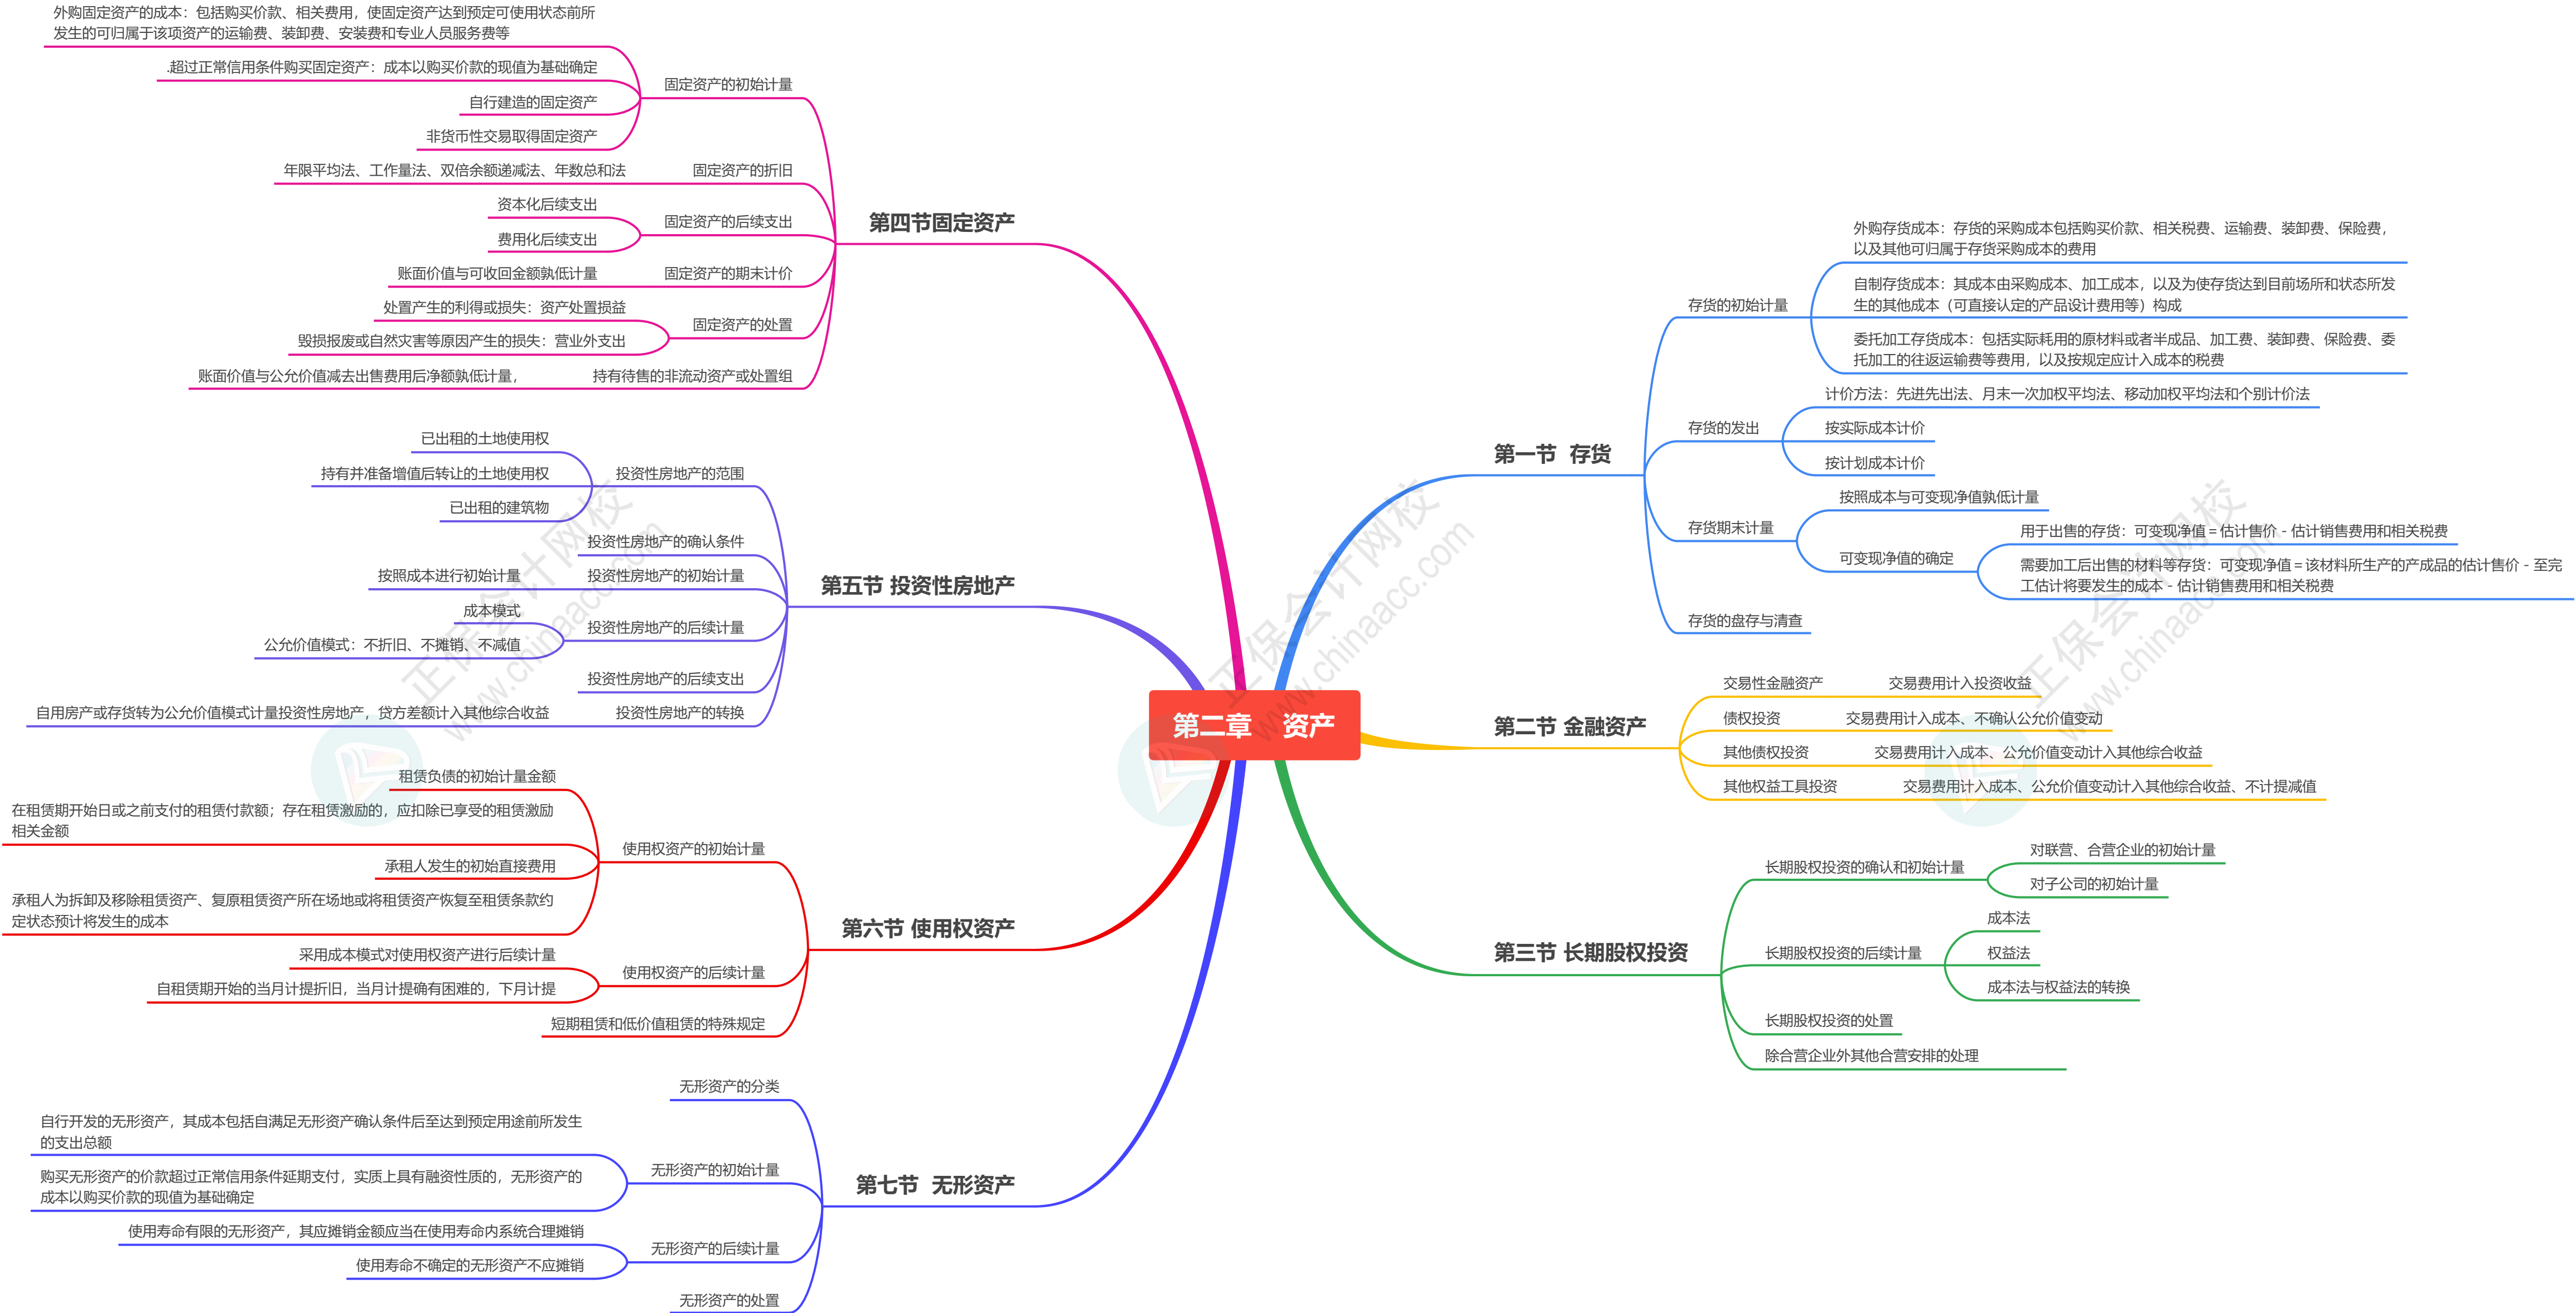 第二章 资产
第一节 存货
存货的初始计量
外购存货成本：存货的采购成本包括购买价款、相关税费、运输费、装卸费、保险费，
以及其他可归属于存货采购成本的费用
自制存货成本：其成本由采购成本、加工成本，以及为使存货达到目前场所和状态所发
生的其他成本（可直接认定的产品设计费用等）构成
委托加工存货成本：包括实际耗用的原材料或者半成品、加工费、装卸费、保险费、委
托加工的往返运输费等费用，以及按规定应计入成本的税费
存货的发出
计价方法：先进先出法、月末一次加权平均法、移动加权平均法和个别计价法
按实际成本计价
按计划成本计价
存货期末计量
按照成本与可变现净值孰低计量
可变现净值的确定
用于出售的存货：可变现净值＝估计售价－估计销售费用和相关税费
需要加工后出售的材料等存货：可变现净值＝该材料所生产的产成品的估计售价－至完
工估计将要发生的成本－估计销售费用和相关税费
存货的盘存与清查
第二节 金融资产
交易性金融资产
交易费用计入投资收益
债权投资
交易费用计入成本、不确认公允价值变动
其他债权投资
交易费用计入成本、公允价值变动计入其他综合收益
其他权益工具投资
交易费用计入成本、公允价值变动计入其他综合收益、不计提减值
第三节 长期股权投资
长期股权投资的确认和初始计量
对联营、合营企业的初始计量
对子公司的初始计量
长期股权投资的后续计量
成本法
权益法
成本法与权益法的转换
长期股权投资的处置
除合营企业外其他合营安排的处理
第四节固定资产
固定资产的初始计量
外购固定资产的成本：包括购买价款、相关费用，使固定资产达到预定可使用状态前所
发生的可归属于该项资产的运输费、装卸费、安装费和专业人员服务费等
.超过正常信用条件购买固定资产：成本以购买价款的现值为基础确定
自行建造的固定资产
非货币性交易取得固定资产
固定资产的折旧
年限平均法、工作量法、双倍余额递减法、年数总和法
固定资产的后续支出
资本化后续支出
费用化后续支出
固定资产的期末计价
账面价值与可收回金额孰低计量
固定资产的处置
处置产生的利得或损失：资产处置损益
毁损报废或自然灾害等原因产生的损失：营业外支出
持有待售的非流动资产或处置组
账面价值与公允价值减去出售费用后净额孰低计量，
第五节 投资性房地产
投资性房地产的范围
已出租的土地使用权
持有并准备增值后转让的土地使用权
已出租的建筑物
投资性房地产的确认条件
投资性房地产的初始计量
按照成本进行初始计量
投资性房地产的后续计量
成本模式
公允价值模式：不折旧、不摊销、不减值
投资性房地产的后续支出
投资性房地产的转换
自用房产或存货转为公允价值模式计量投资性房地产，贷方差额计入其他综合收益
第六节 使用权资产
使用权资产的初始计量
租赁负债的初始计量金额
在租赁期开始日或之前支付的租赁付款额；存在租赁激励的，应扣除已享受的租赁激励
相关金额
承租人发生的初始直接费用
承租人为拆卸及移除租赁资产、复原租赁资产所在场地或将租赁资产恢复至租赁条款约
定状态预计将发生的成本
使用权资产的后续计量
采用成本模式对使用权资产进行后续计量
自租赁期开始的当月计提折旧，当月计提确有困难的，下月计提
短期租赁和低价值租赁的特殊规定
第七节 无形资产
无形资产的分类
无形资产的初始计量
自行开发的无形资产，其成本包括自满足无形资产确认条件后至达到预定用途前所发生
的支出总额
购买无形资产的价款超过正常信用条件延期支付，实质上具有融资性质的，无形资产的
成本以购买价款的现值为基础确定
无形资产的后续计量
使用寿命有限的无形资产，其应摊销金额应当在使用寿命内系统合理摊销
使用寿命不确定的无形资产不应摊销
无形资产的处置
正保会计网校
www.chinaacc.com
正保会计网校
www.chinaacc.com
正保会计网校
www.chinaacc.com